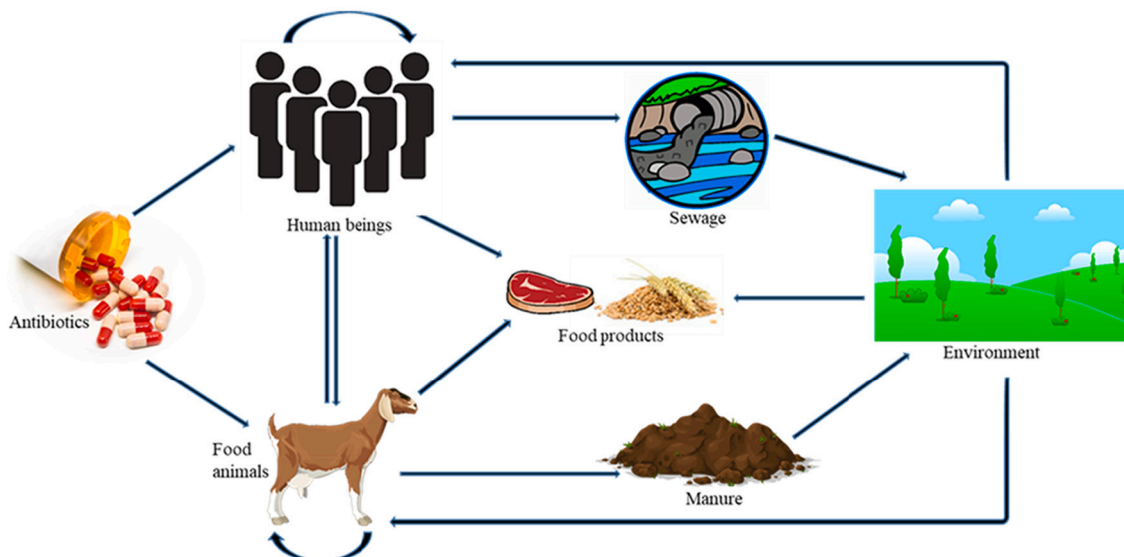 Human beings
Sewage
Antibiotics
Food products
Environment
Food
animals
Manure